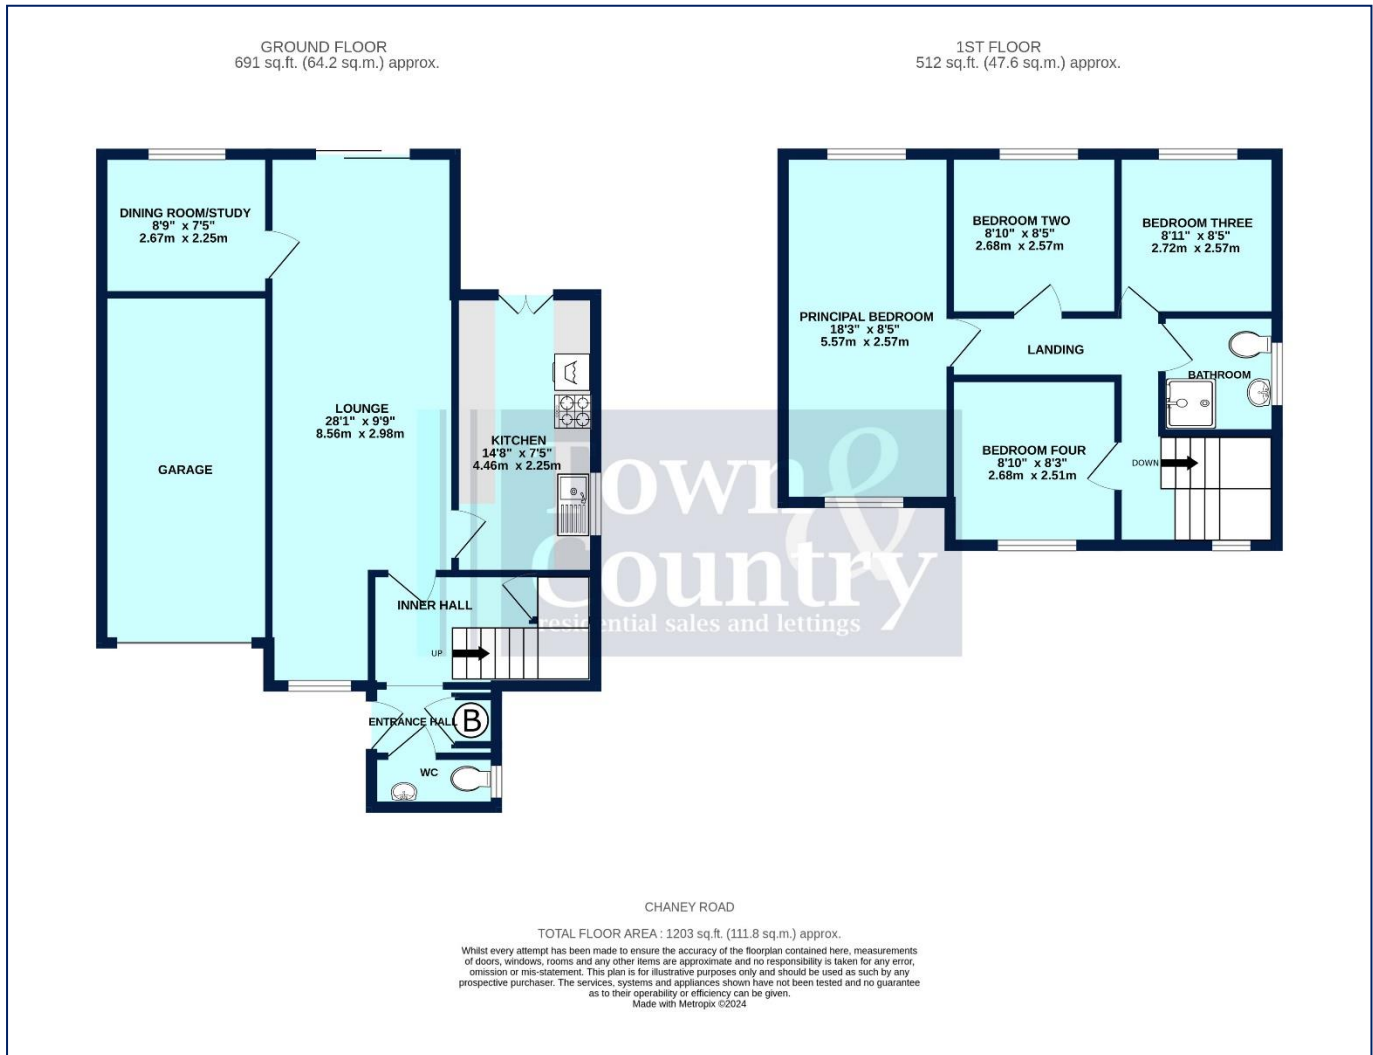 GROUND FLOOR
691 sq.ft. (64.2 sq.m.) approx.
1ST FLOOR
512 sq.ft. (47.6 sq.m.) approx.
DINING ROOM/STUDY
8'9" x 7'5"
2.67m x 2.25m
LOUNGE
28'1" x 9'9"
8.56m x 2.98m
GARAGE
KITCHEN
14'8" x 7'5"
4.46m x 2.25m
INNER HALL
UP
ENTRANCE HALL
B
WC
PRINCIPAL BEDROOM
18'3" x 8'5"
5.57m x 2.57m
BEDROOM TWO
8'10" x 8'5"
2.68m x 2.57m
BEDROOM THREE
8'11" x 8'5"
2.72m x 2.57m
LANDING
BATHROOM
BEDROOM FOUR
8'10" x 8'3"
2.68m x 2.51m
DOWN
Town &
Country
residential sales and lettings
CHANEY ROAD
TOTAL FLOOR AREA : 1203 sq.ft. (111.8 sq.m.) approx.
Whilst every attempt has been made to ensure the accuracy of the floorplan contained here, measurements
of doors, windows, rooms and any other items are approximate and no responsibility is taken for any error,
omission or mis-statement. This plan is for illustrative purposes only and should be used as such by any
prospective purchaser. The services, systems and appliances shown have not been tested and no guarantee
as to their operability or efficiency can be given.
Made with Metropix ©2024